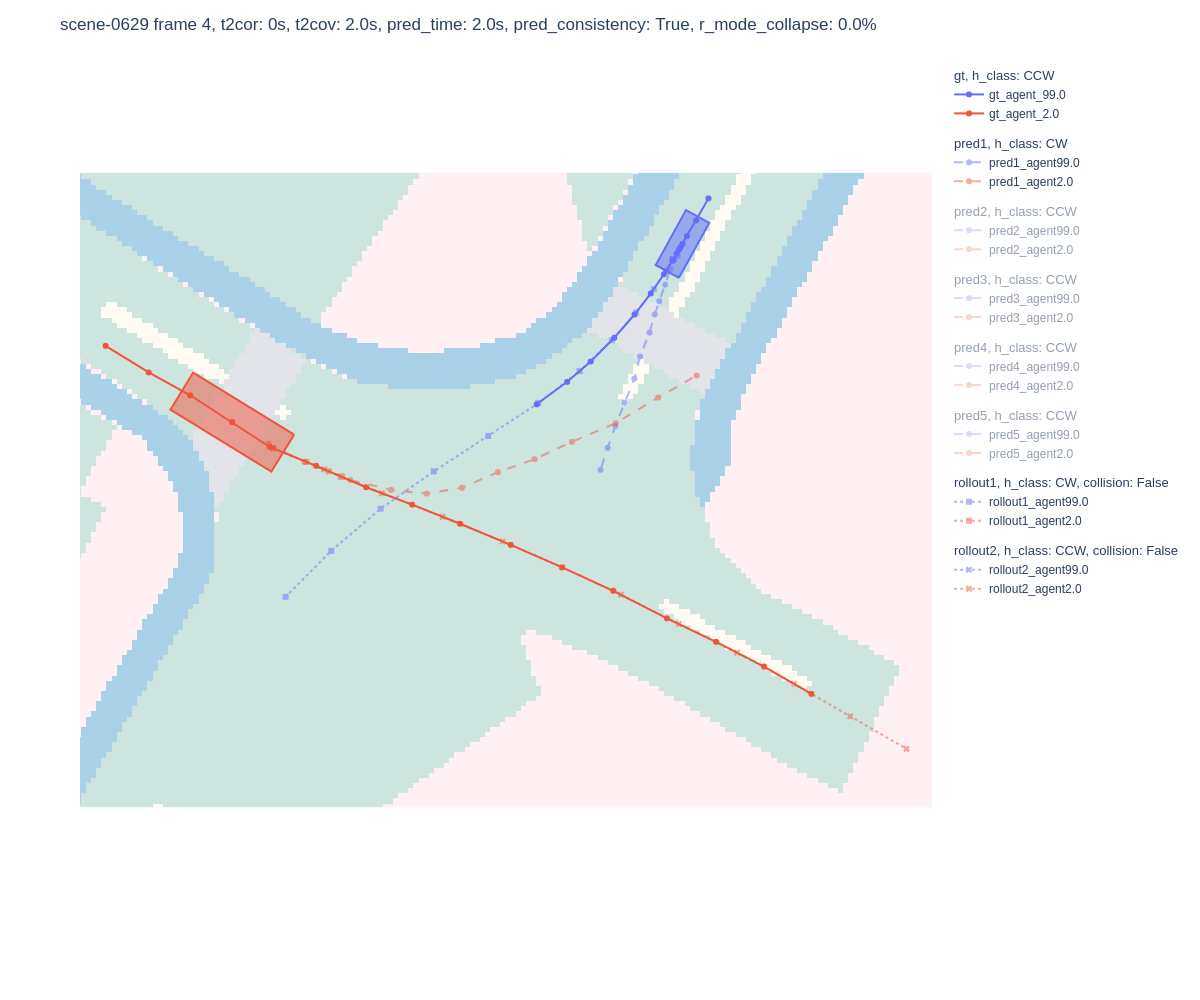 scene-0629 frame 4, t2cor: 0s, t2cov: 2.0s, pred_time: 2.0s, pred_consistency: True, r_mode_collapse: 0.0%
gt, h_class: CCW
gt_agent_99.0
gt_agent_2.0
pred1, h_class: CW
pred1_agent99.0
pred1_agent2.0
pred2, h_class: CCW
pred2_agent99.0
pred2_agent2.0
pred3, h_class: CCW
pred3_agent99.0
pred3_agent2.0
pred4, h_class: CCW
pred4_agent99.0
pred4_agent2.0
pred5, h_class: CCW
pred5_agent99.0
pred5_agent2.0
rollout1, h_class: CW, collision: False
rollout1_agent99.0
rollout1_agent2.0
rollout2, h_class: CCW, collision: False
rollout2_agent99.0
rollout2_agent2.0